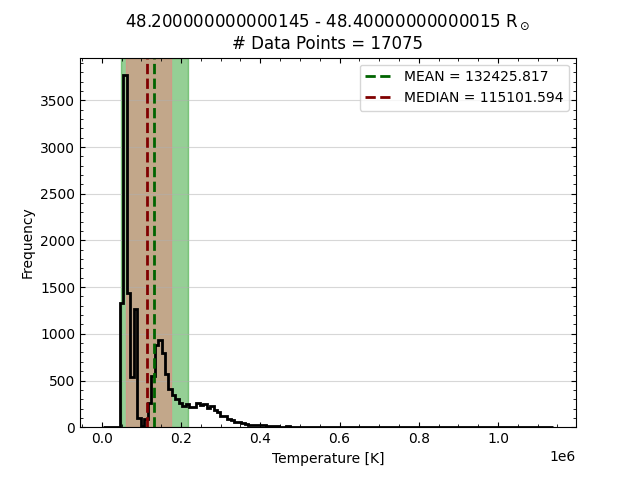 48.200000000000145 - 48.40000000000015 R⊙
# Data Points = 17075
MEAN = 132425.817
MEDIAN = 115101.594
Frequency
3500
3000
2500
2000
1500
1000
500
0
0.0 0.2 0.4 0.6 0.8 1.0
1e6
Temperature [K]